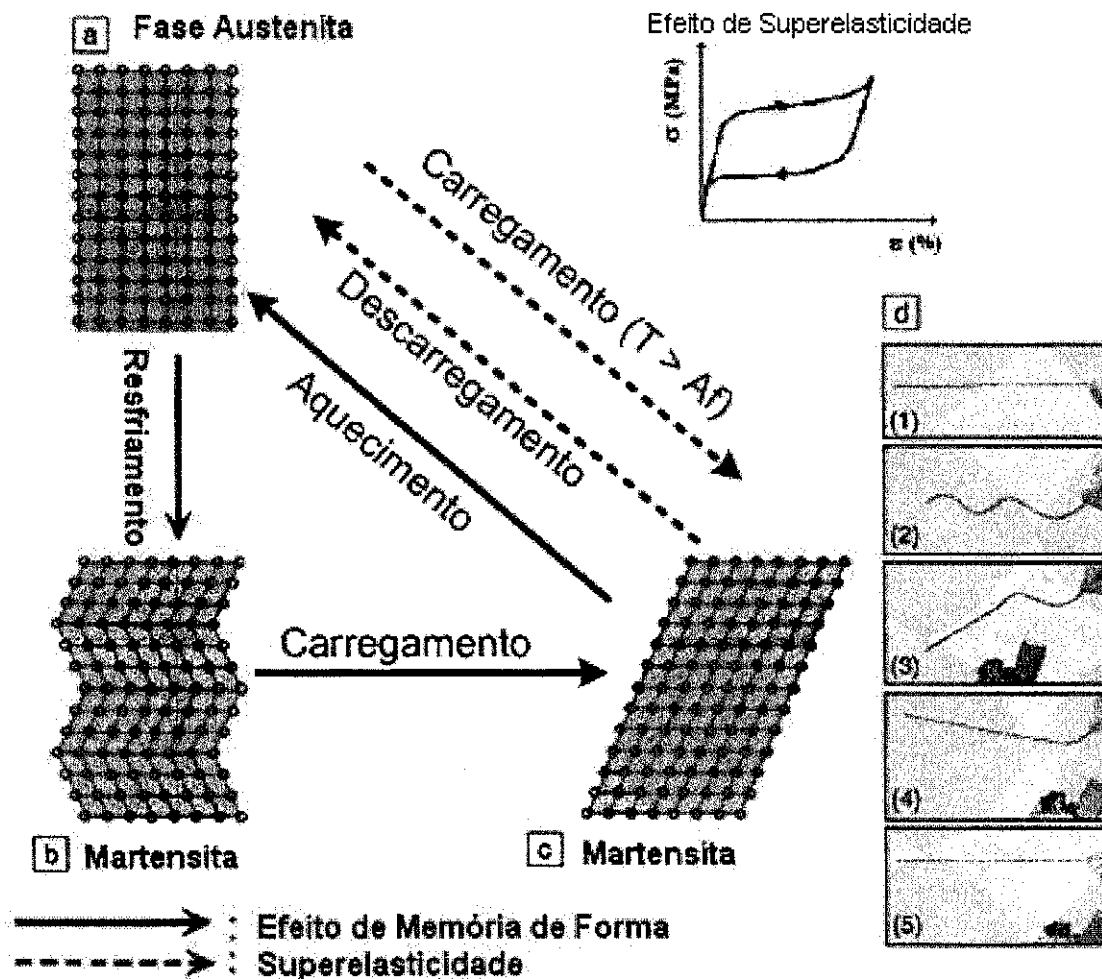 a Fase Austenita
Efeito de Superelasticidade
σ (MPa)
ε (%)
Carregamento (T > Af)
Descarregamento
Aquecimento
Resfriamento
Carregamento
b Martensita
c Martensita
d
(1)
(2)
(3)
(4)
(5)
: Efeito de Memória de Forma
: Superelasticidade